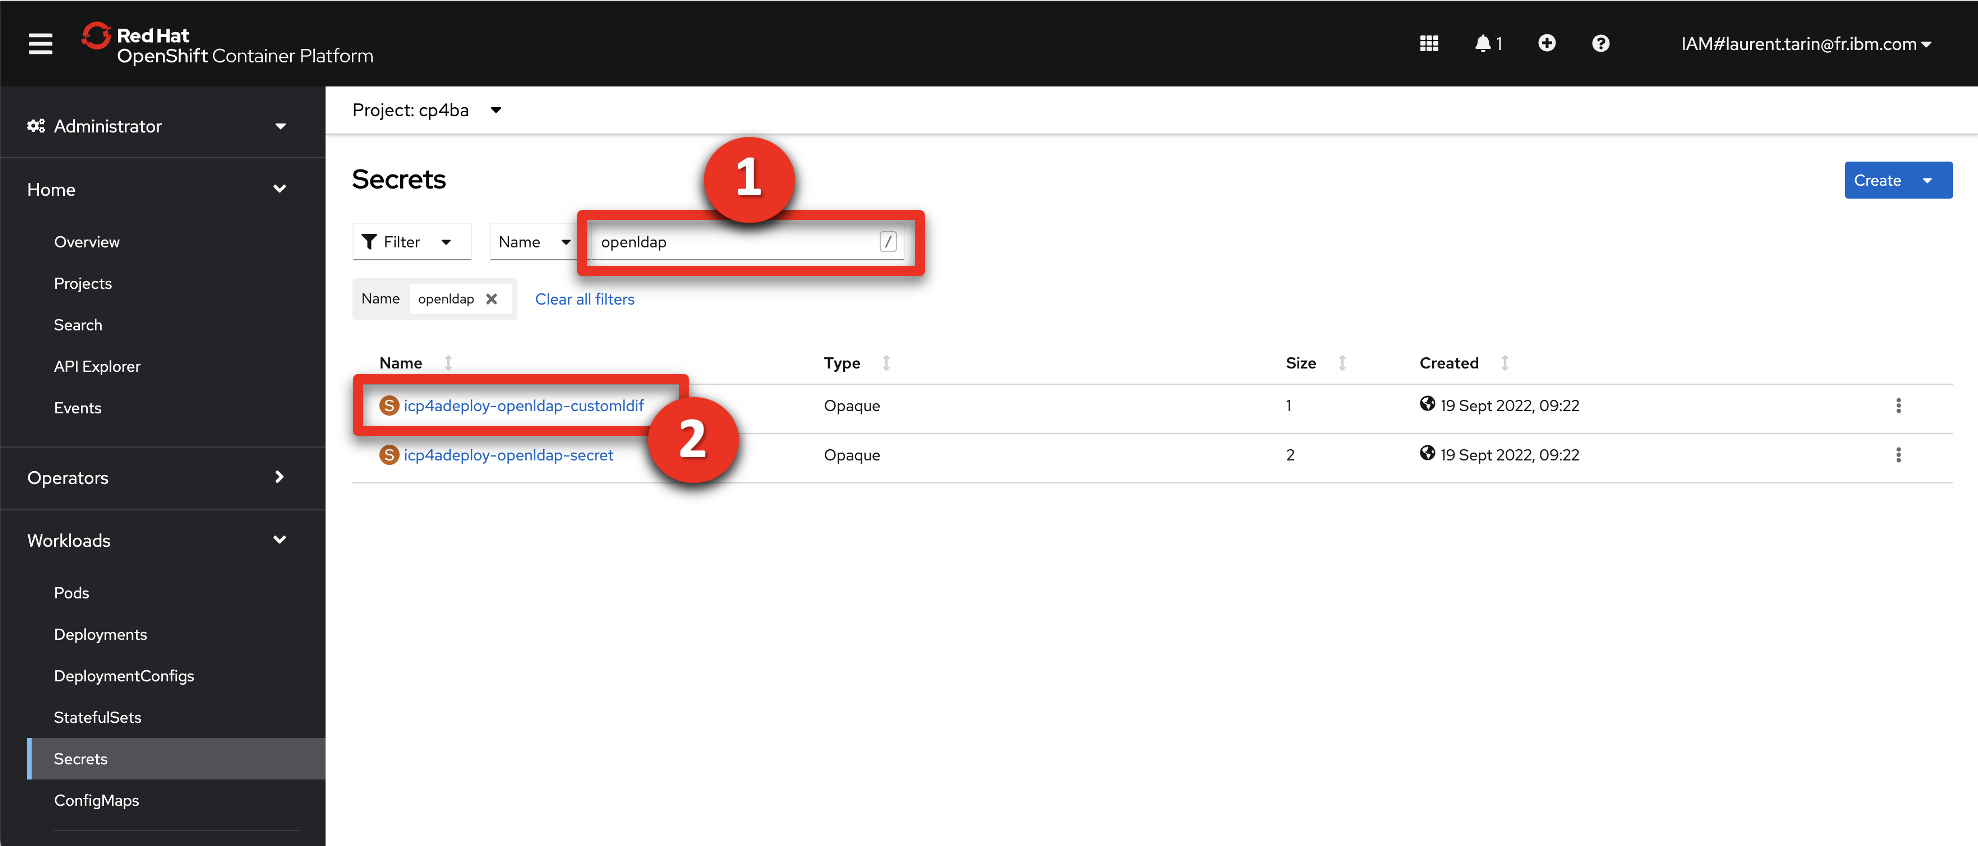 Red Hat
OpenShift Container Platform
1
IAM#laurent.tarin@fr.ibm.com
Administrator
Home
Overview
Projects
Search
API Explorer
Events
Operators
Workloads
Pods
Deployments
DeploymentConfigs
StatefulSets
Secrets
ConfigMaps
Project: cp4ba
Secrets
1
Create
Filter
Name
openldap
/
Name openldap
Clear all filters
Name Type Size Created
S icp4adeploy-openldap-customldif Opaque 1 19 Sept 2022, 09:22
2
S icp4adeploy-openldap-secret Opaque 2 19 Sept 2022, 09:22